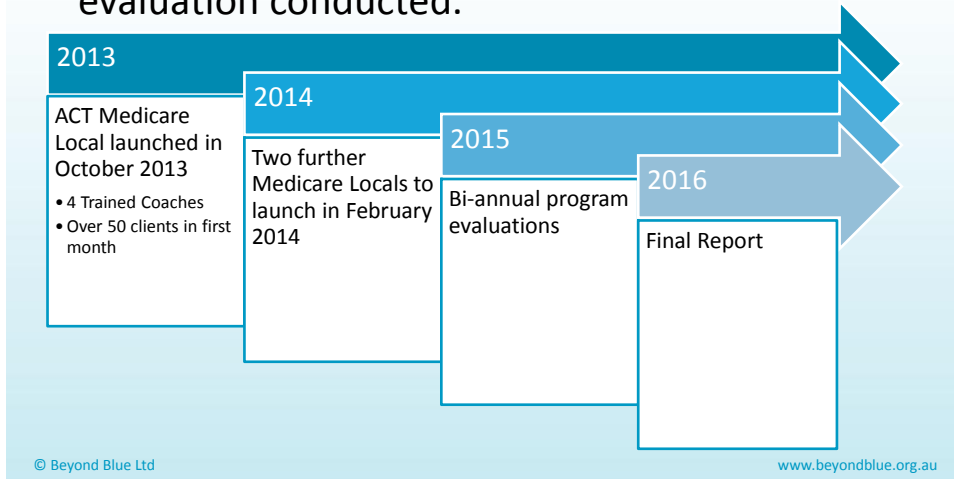 evaluation conducted.
2013
ACT Medicare
Local launched in
October 2013
• 4 Trained Coaches
• Over 50 clients in first
month
2014
Two further
Medicare Locals to
launch in February
2014
2015
Bi-annual program
evaluations
2016
Final Report
© Beyond Blue Ltd
www.beyondblue.org.au